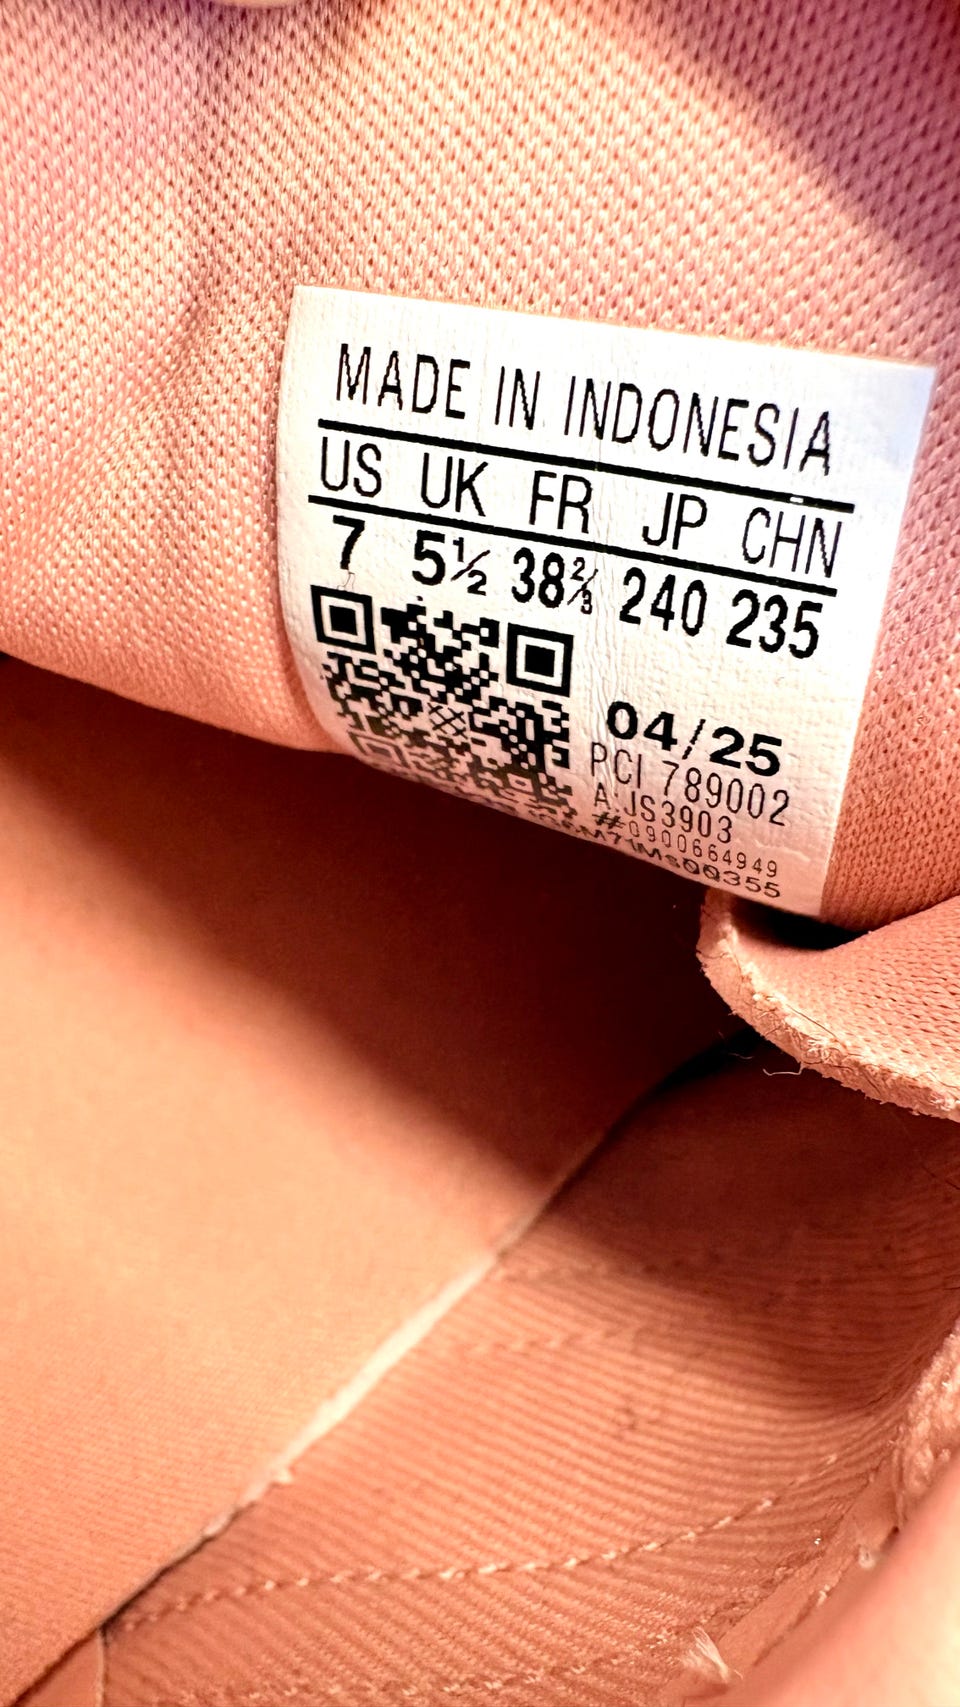 MADE IN INDONESIA
US UK FR JP CHN
7 5½ 38⅔ 240 235
04/25
PCI 789002
A:JS3903
#0900664949